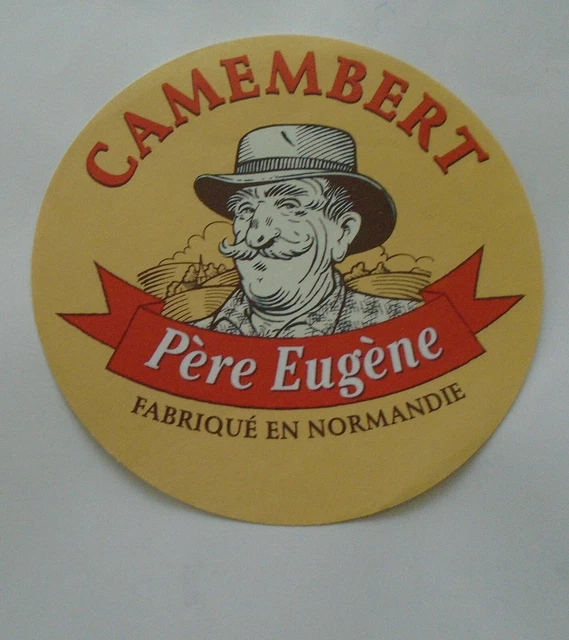 CAMEMBERT
Père Eugène
FABRIQUÉ EN NORMANDIE